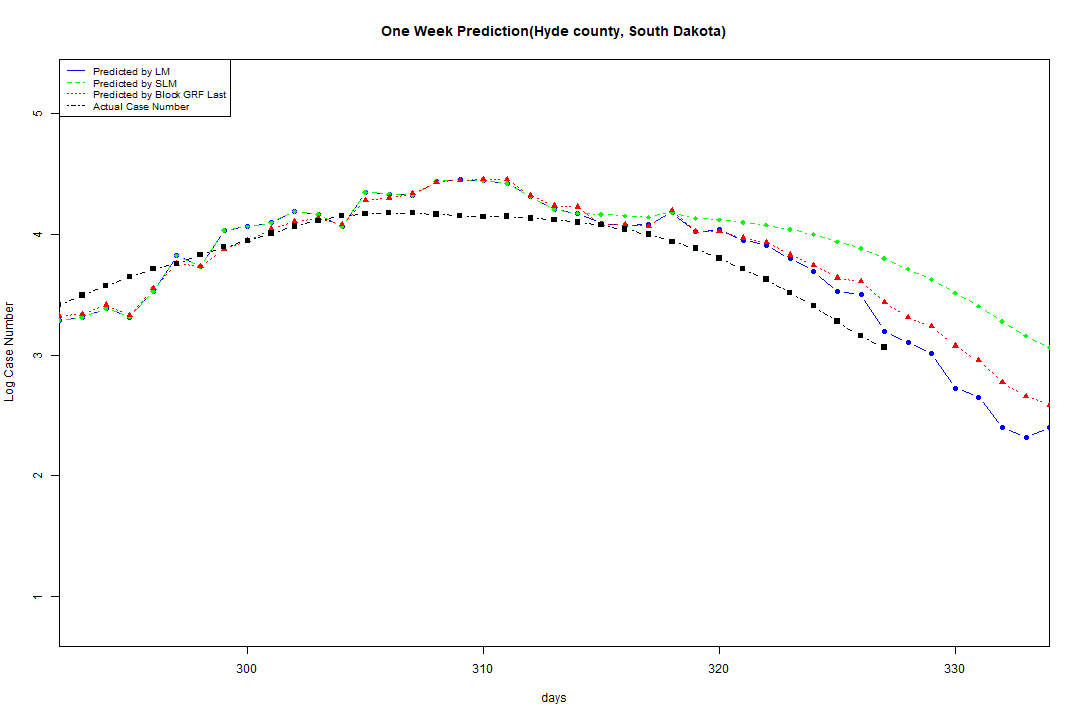 One Week Prediction(Hyde county, South Dakota)
Predicted by LM
Predicted by SLM
Predicted by Block GRF Last
Actual Case Number
5
4
3
2
1
Log Case Number
300 310 320 330
days